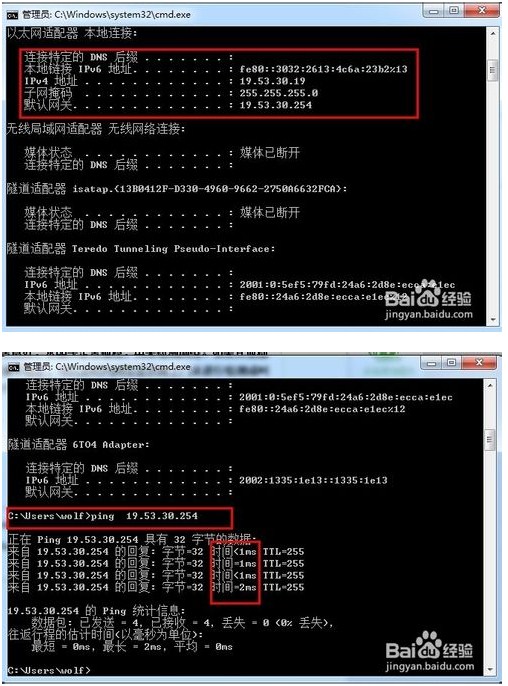 管理员: C:\Windows\system32\cmd.exe
以太网适配器 本地连接:
连接特定的 DNS 后缀 . . . . . . . :
本地链接 IPv6 地址. . . . . . . . : fe80::3032:2613:4c6a:23b2%13
IPv4 地址 . . . . . . . . . . . . : 19.53.30.19
子网掩码 . . . . . . . . . . . . : 255.255.255.0
默认网关. . . . . . . . . . . . . : 19.53.30.254
无线局域网适配器 无线网络连接:
媒体状态 . . . . . . . . . . . . : 媒体已断开
连接特定的 DNS 后缀 . . . . . . . :
隧道适配器 isatap.{13B0412F-D330-4960-9662-2750A6632FCA}:
媒体状态 . . . . . . . . . . . . : 媒体已断开
连接特定的 DNS 后缀 . . . . . . . :
隧道适配器 Teredo Tunneling Pseudo-Interface:
连接特定的 DNS 后缀 . . . . . . . :
IPv6 地址 . . . . . . . . . . . . : 2001:0:5ef5:79fd:24a6:2d8e:ecca:e1ec
本地链接 IPv6 地址. . . . . . . . : fe80::24a6:2d8e:ecca:e1ec%12
默认网关. . . . . . . . . . . . . :
Baidu 经验
jingyan.baidu.com
管理员: C:\Windows\system32\cmd.exe
连接特定的 DNS 后缀 . . . . . . . :
IPv6 地址 . . . . . . . . . . . . : 2001:0:5ef5:79fd:24a6:2d8e:ecca:e1ec
本地链接 IPv6 地址. . . . . . . . : fe80::24a6:2d8e:ecca:e1ec%12
默认网关. . . . . . . . . . . . . :
隧道适配器 6TO4 Adapter:
连接特定的 DNS 后缀 . . . . . . . :
IPv6 地址 . . . . . . . . . . . . : 2002:1335:1e13::1335:1e13
默认网关. . . . . . . . . . . . . :
C:\Users\wolf>ping 19.53.30.254
正在 Ping 19.53.30.254 具有 32 字节的数据:
来自 19.53.30.254 的回复: 字节=32 时间<1ms TTL=255
来自 19.53.30.254 的回复: 字节=32 时间=1ms TTL=255
来自 19.53.30.254 的回复: 字节=32 时间<1ms TTL=255
来自 19.53.30.254 的回复: 字节=32 时间=2ms TTL=255
19.53.30.254 的 Ping 统计信息:
数据包: 已发送 = 4，已接收 = 4，丢失 = 0 (0% 丢失)，
往返行程的估计时间(以毫秒为单位):
最短 = 0ms，最长 = 2ms，平均 = 0ms
C:\Users\wolf>
Baidu 经验
jingyan.baidu.com